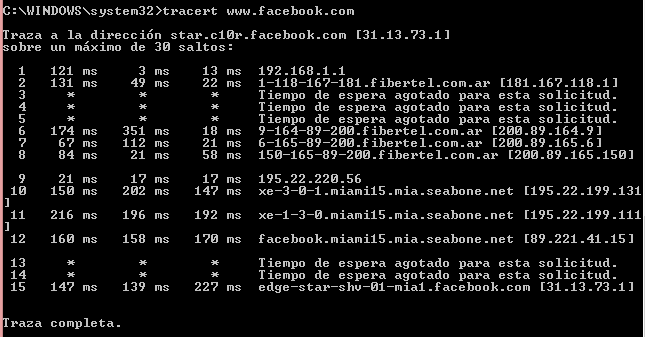 C:\WINDOWS\system32>tracert www.facebook.com
Traza a la dirección star.c10r.facebook.com [31.13.73.1]
sobre un máximo de 30 saltos:
1 121 ms 3 ms 13 ms 192.168.1.1
2 131 ms 49 ms 22 ms 1-118-167-181.fibertel.com.ar [181.167.118.1]
3 * * * Tiempo de espera agotado para esta solicitud.
4 * * * Tiempo de espera agotado para esta solicitud.
5 * * * Tiempo de espera agotado para esta solicitud.
6 174 ms 351 ms 18 ms 9-164-89-200.fibertel.com.ar [200.89.164.9]
7 67 ms 112 ms 21 ms 6-165-89-200.fibertel.com.ar [200.89.165.6]
8 84 ms 21 ms 58 ms 150-165-89-200.fibertel.com.ar [200.89.165.150]
9 21 ms 17 ms 17 ms 195.22.220.56
10 150 ms 202 ms 147 ms xe-3-0-1.miami15.mia.seabone.net [195.22.199.131
]
11 216 ms 196 ms 192 ms xe-1-3-0.miami15.mia.seabone.net [195.22.199.111
]
12 160 ms 158 ms 170 ms facebook.miami15.mia.seabone.net [89.221.41.15]
13 * * * Tiempo de espera agotado para esta solicitud.
14 * * * Tiempo de espera agotado para esta solicitud.
15 147 ms 139 ms 227 ms edge-star-shv-01-mia1.facebook.com [31.13.73.1]
Traza completa.